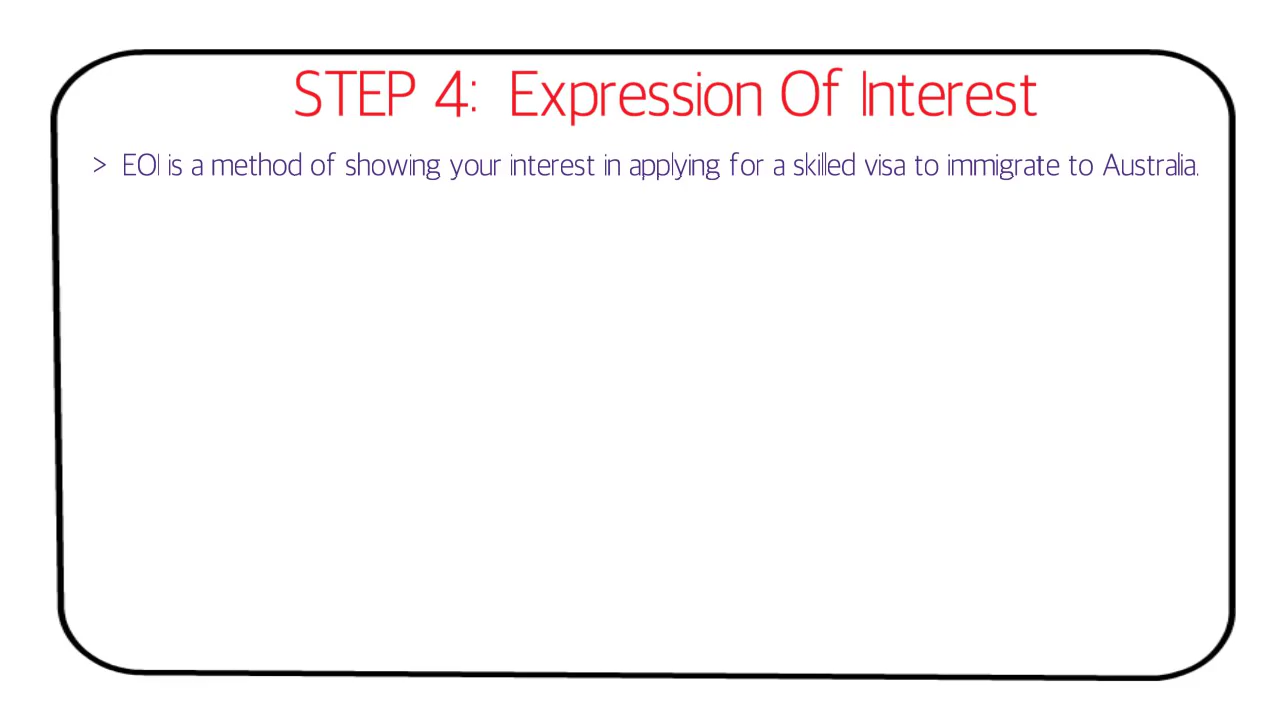 STEP 4: Expression Of Interest
> EOI is a method of showing your interest in applying for a skilled visa to immigrate to Australia.